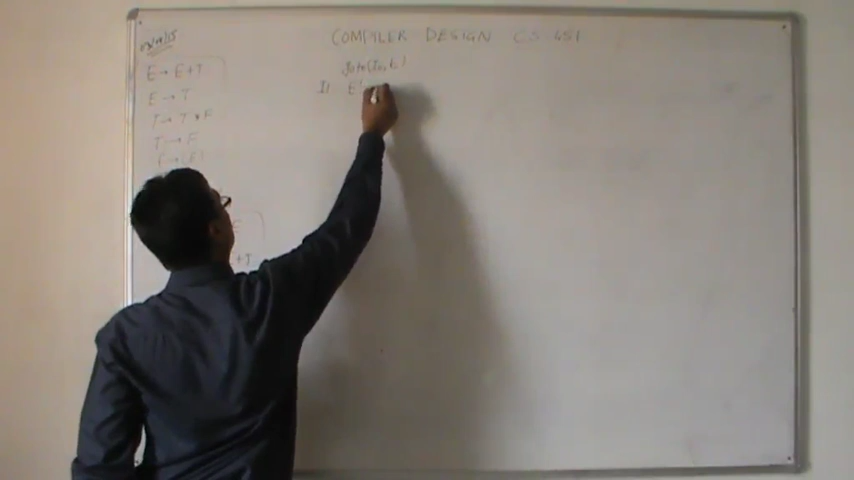 COMPILER DESIGN CS 451
E → E+T
E → T
T → T * F
T → F
F → (E)
E
E+T
Goto(I0, E)
I1 E'